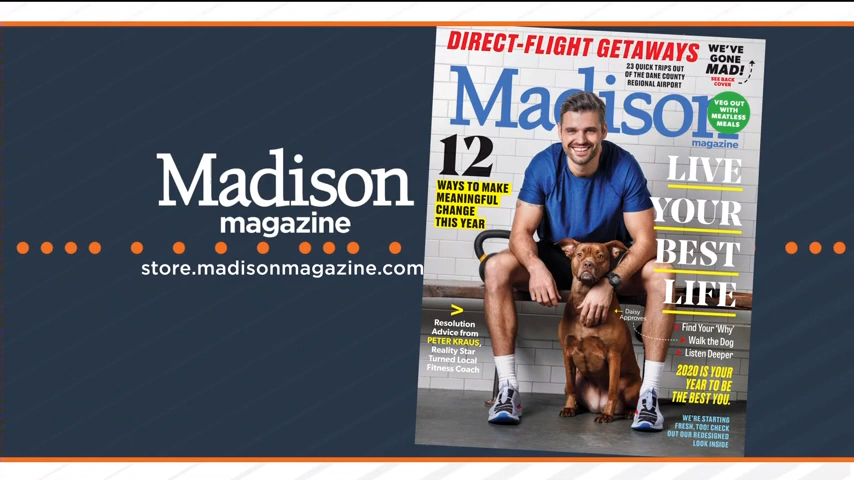 Madison
magazine
store.madisonmagazine.com
DIRECT-FLIGHT GETAWAYS
23 QUICK TRIPS OUT
OF THE DANE COUNTY
REGIONAL AIRPORT
WE'VE
GONE
MAD!
SEE BACK
COVER
Madison
magazine
VEG OUT
WITH
MEATLESS
MEALS
12
WAYS TO MAKE
MEANINGFUL
CHANGE
THIS YEAR
LIVE
YOUR
BEST
LIFE
Daisy
Approves
Find Your 'Why'
Walk the Dog
Listen Deeper
>
Resolution
Advice from
PETER KRAUS,
Reality Star
Turned Local
Fitness Coach
2020 IS YOUR
YEAR TO BE
THE BEST YOU.
WE'RE STARTING
FRESH, TOO! CHECK
OUT OUR REDESIGNED
LOOK INSIDE